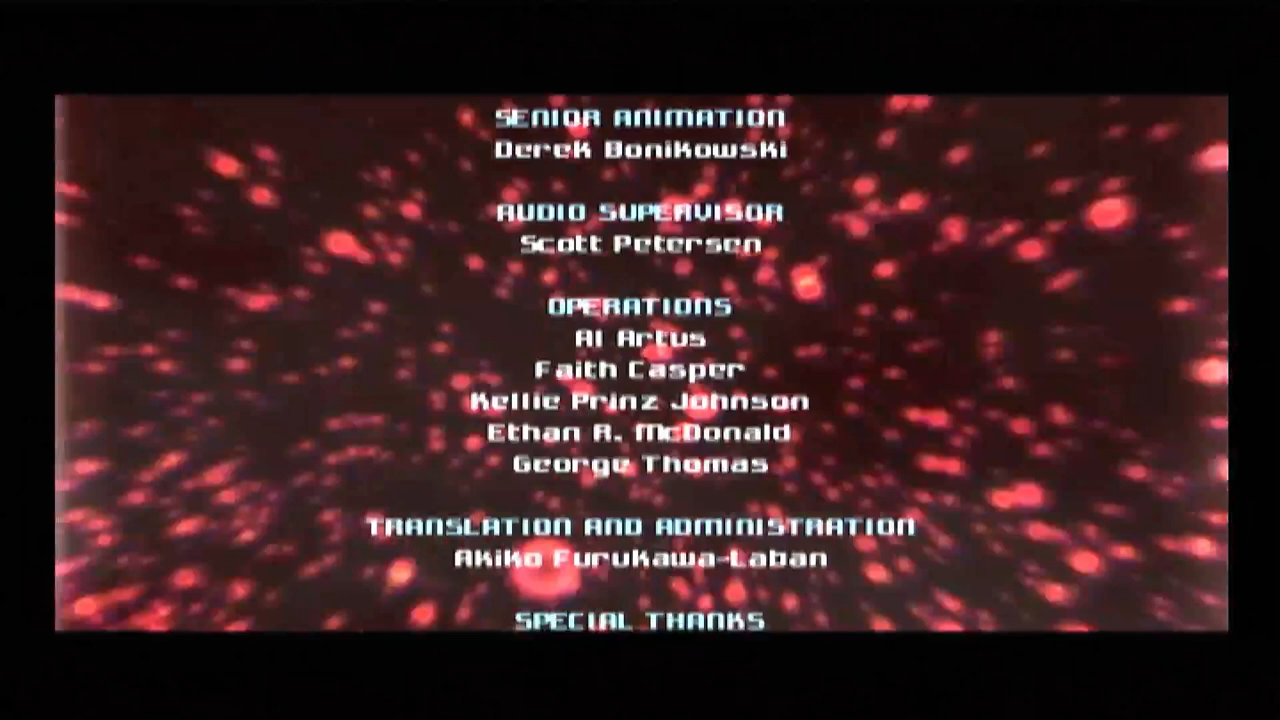 SENIOR ANIMATION
Derek Bonikowski
AUDIO SUPERVISOR
Scott Petersen
OPERATIONS
Al Artus
Faith Casper
Kellie Prinz Johnson
Ethan R. McDonald
George Thomas
TRANSLATION AND ADMINISTRATION
Akiko Furukawa-Laban
SPECIAL THANKS